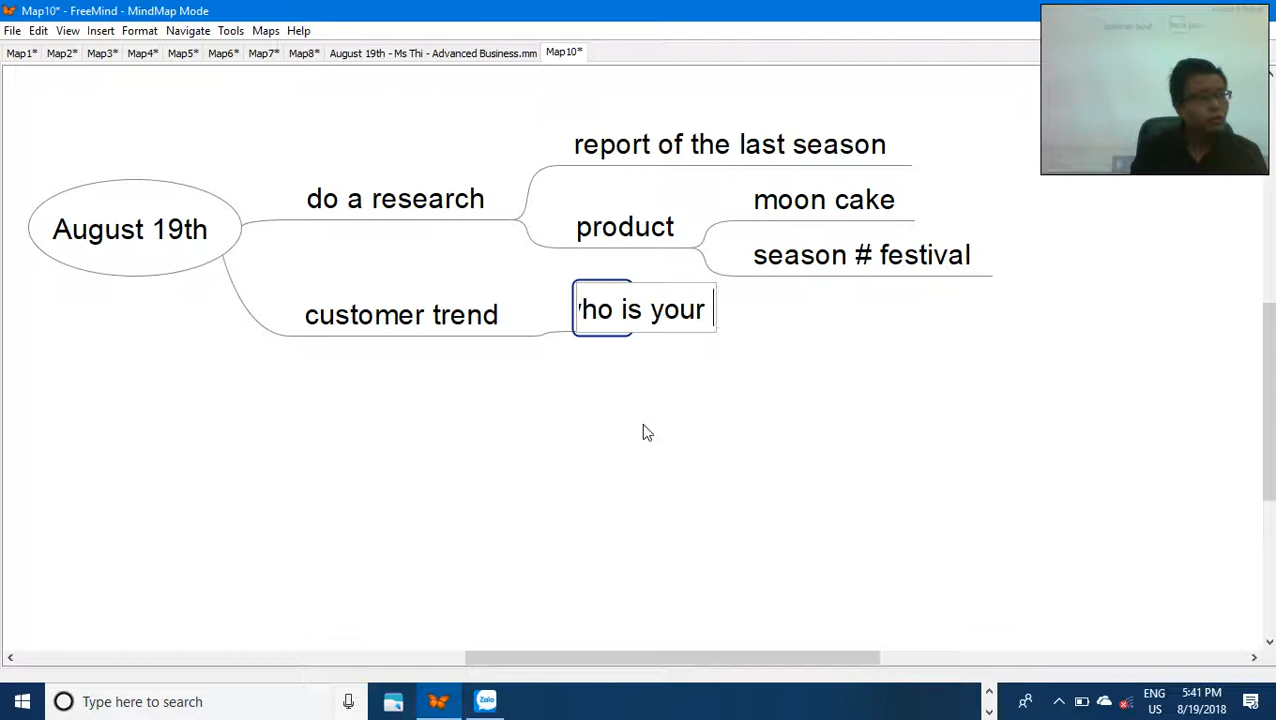 Map10* - FreeMind - MindMap Mode
File Edit View Insert Format Navigate Tools Maps Help
Map1* Map2* Map3* Map4* Map5* Map6* Map7* Map8* August 19th - Ms Thi - Advanced Business.mm Map10*
report of the last season
do a research
moon cake
August 19th
product
season # festival
customer trend
who is your
Type here to search
Zalo
ENG
US
5:41 PM
8/19/2018